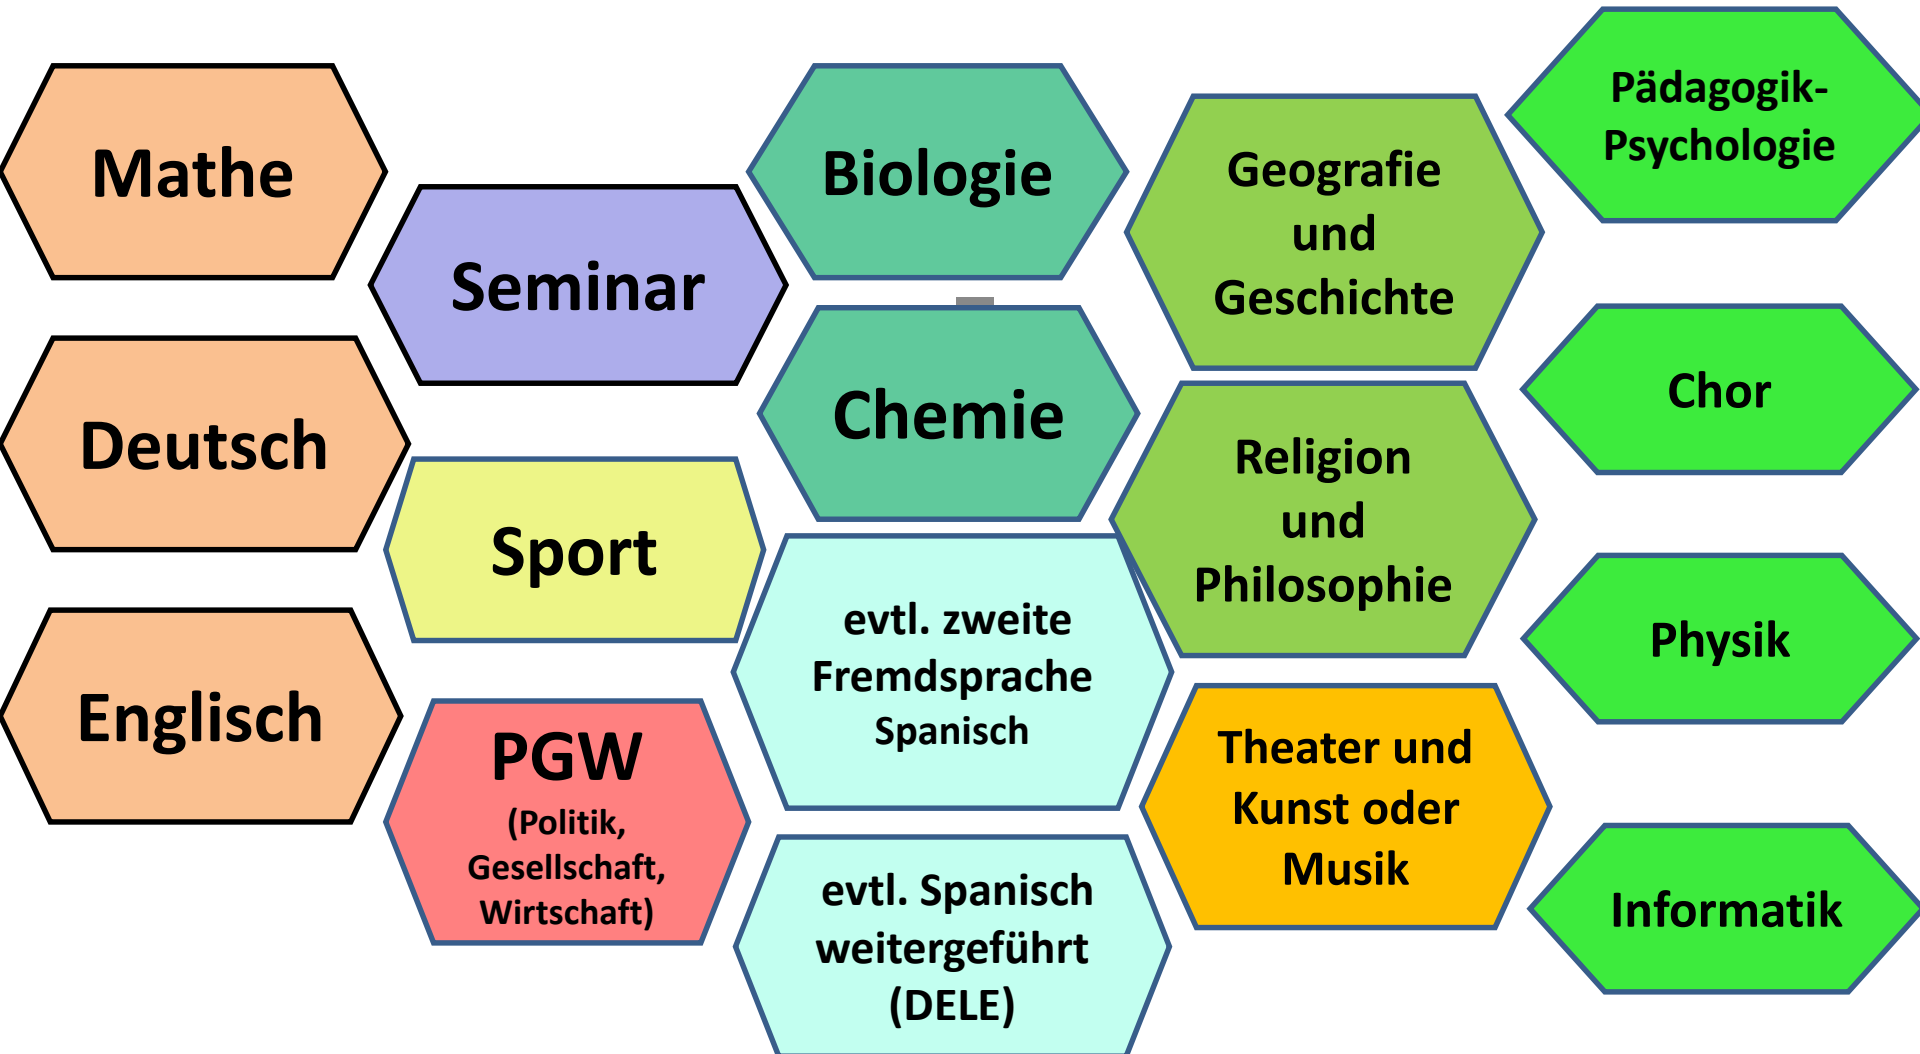 Mathe
Deutsch
Englisch
Seminar
Sport
PGW
(Politik,
Gesellschaft,
Wirtschaft)
Biologie
Chemie
evtl. zweite
Fremdsprache
Spanisch
evtl. Spanisch
weitergeführt
(DELE)
Geografie
und
Geschichte
Religion
und
Philosophie
Theater und
Kunst oder
Musik
Pädagogik-
Psychologie
Chor
Physik
Informatik